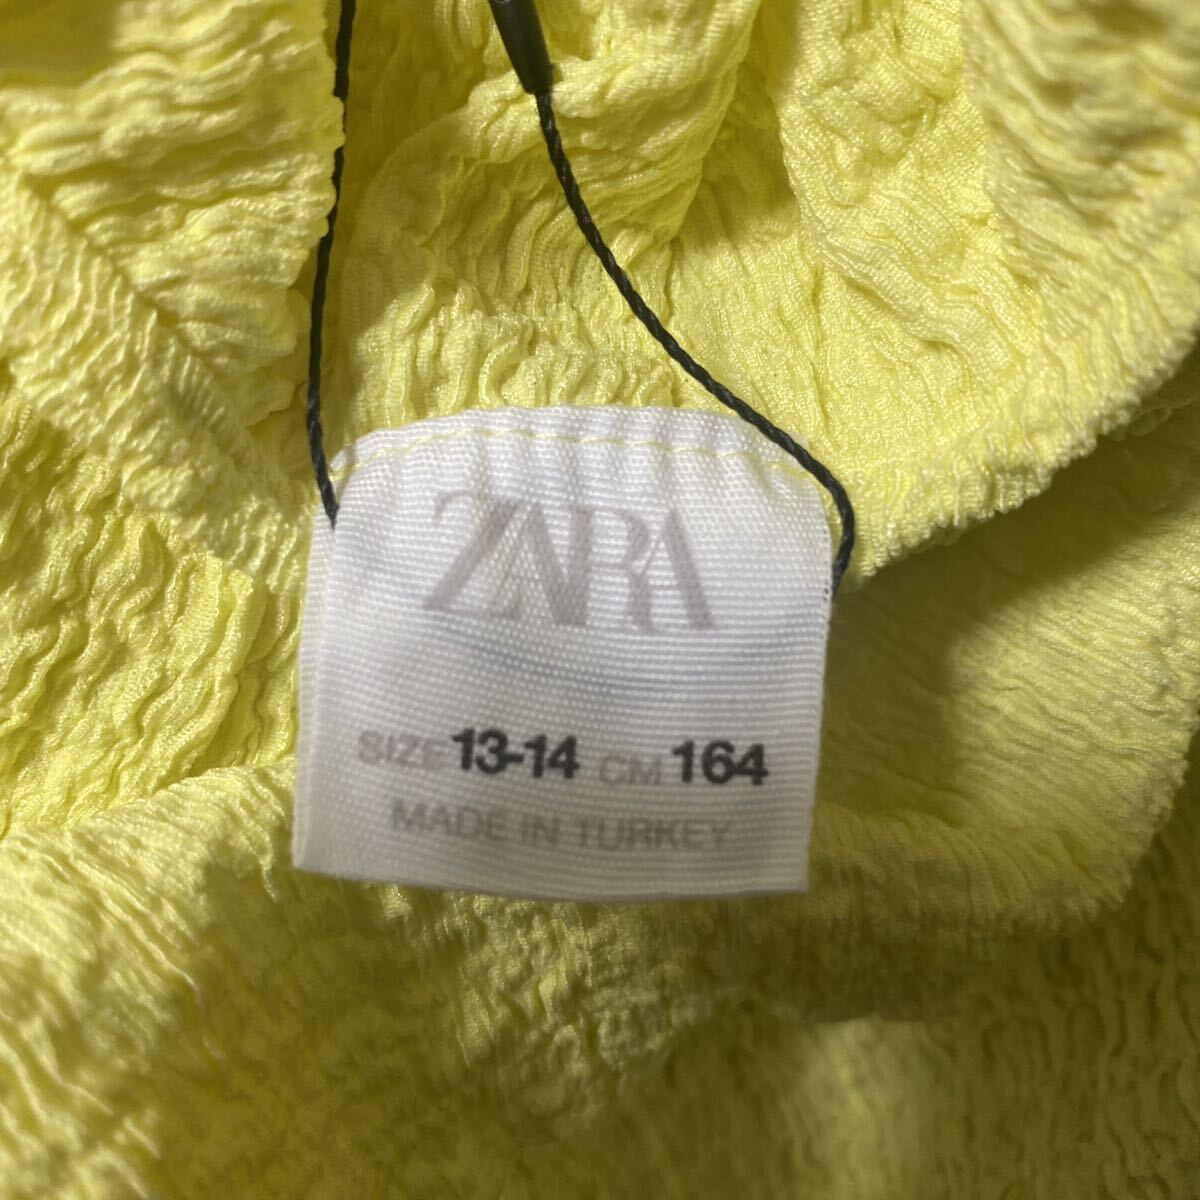 ZARA
SIZE 13-14 CM 164
MADE IN TURKEY